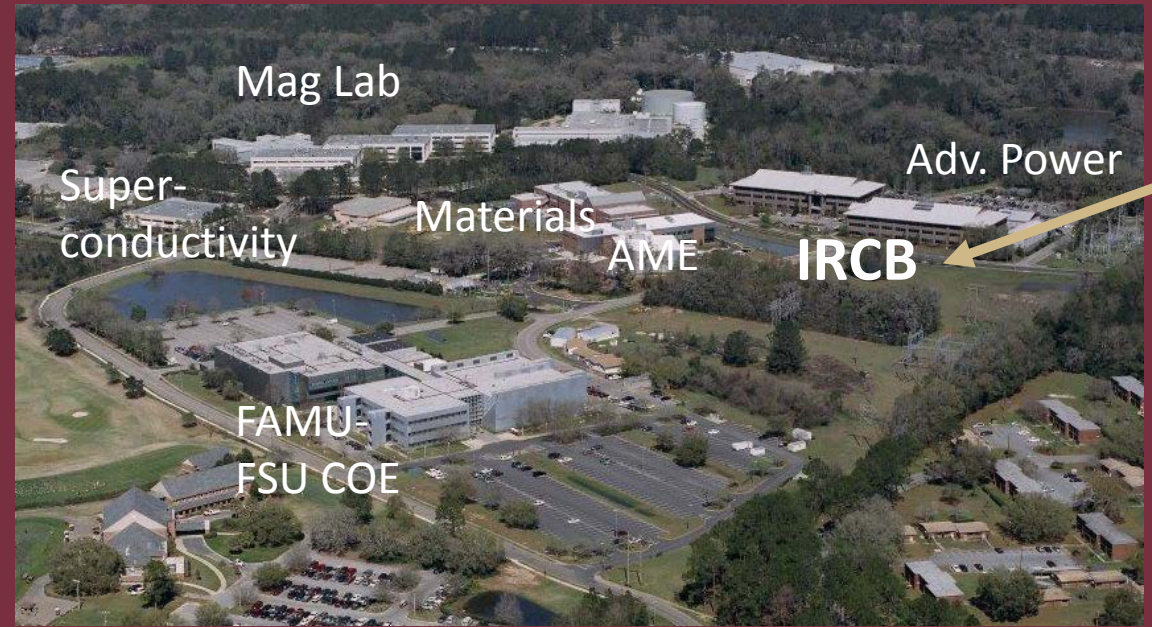 Mag Lab
Adv. Power
Super-
conductivity
Materials
AME
IRCB
FAMU-
FSU COE